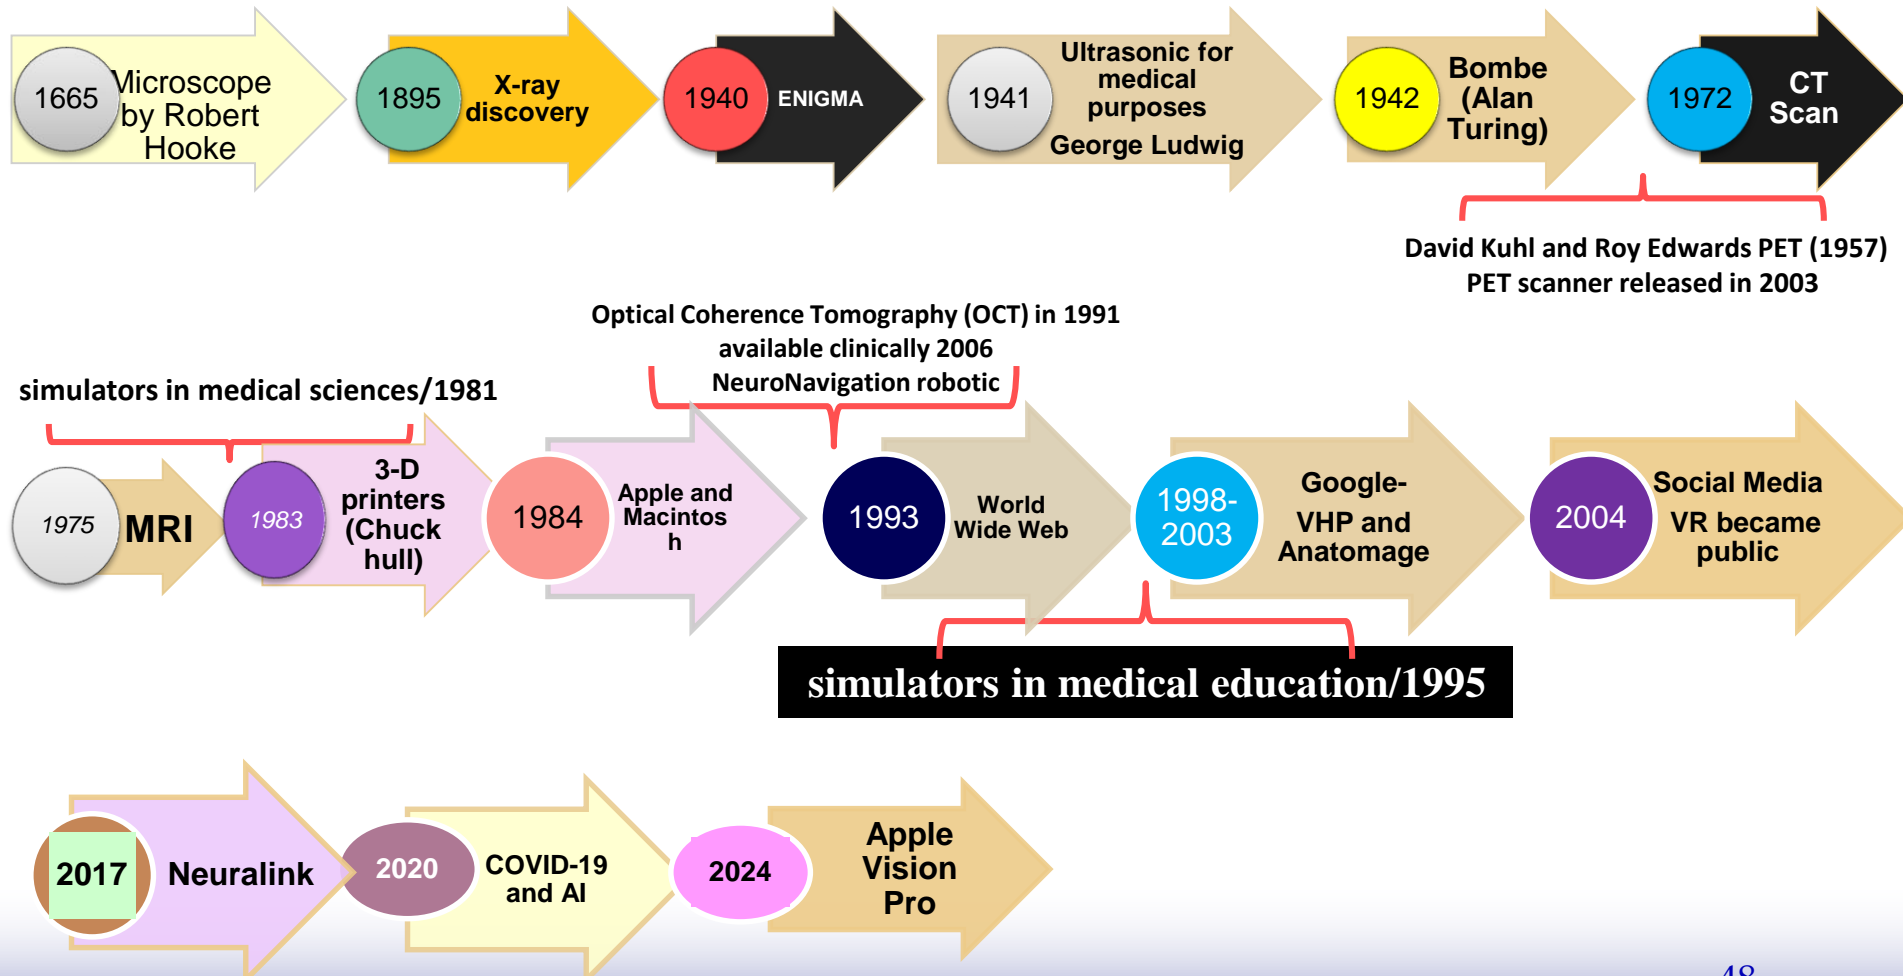 1665
Microscope
by Robert
Hooke
1895
X-ray
discovery
1940
ENIGMA
1941
Ultrasonic for
medical
purposes
George Ludwig
1942
Bombe
(Alan
Turing)
1972
CT
Scan
David Kuhl and Roy Edwards PET (1957)
PET scanner released in 2003
Optical Coherence Tomography (OCT) in 1991
available clinically 2006
NeuroNavigation robotic
simulators in medical sciences/1981
1975
MRI
1983
3-D
printers
(Chuck
hull)
1984
Apple and
Macintos
h
1993
World
Wide Web
1998-
2003
Google-
VHP and
Anatomage
2004
Social Media
VR became
public
simulators in medical education/1995
2017
Neuralink
2020
COVID-19
and AI
2024
Apple
Vision
Pro
48